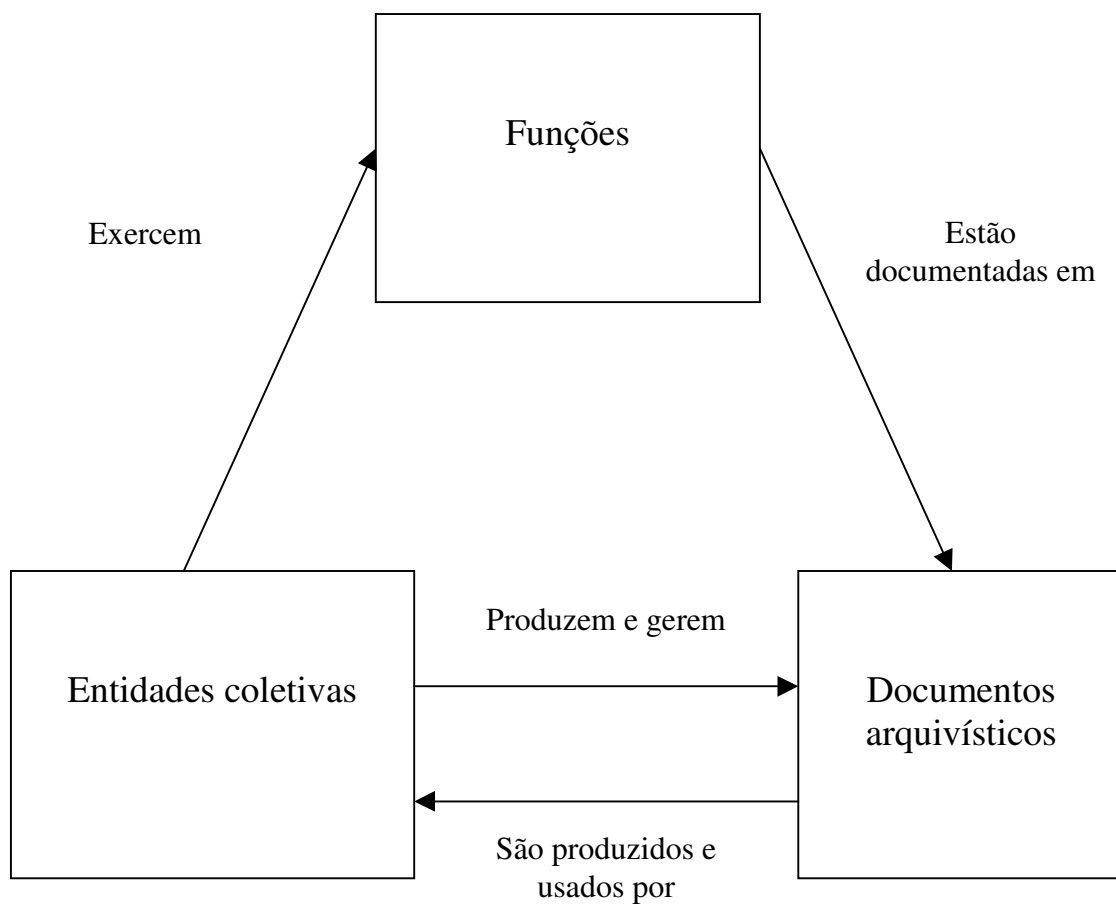 Funções
Exercem
Estão
documentadas em
Produzem e gerem
Entidades coletivas
Documentos
arquivísticos
São produzidos e
usados por